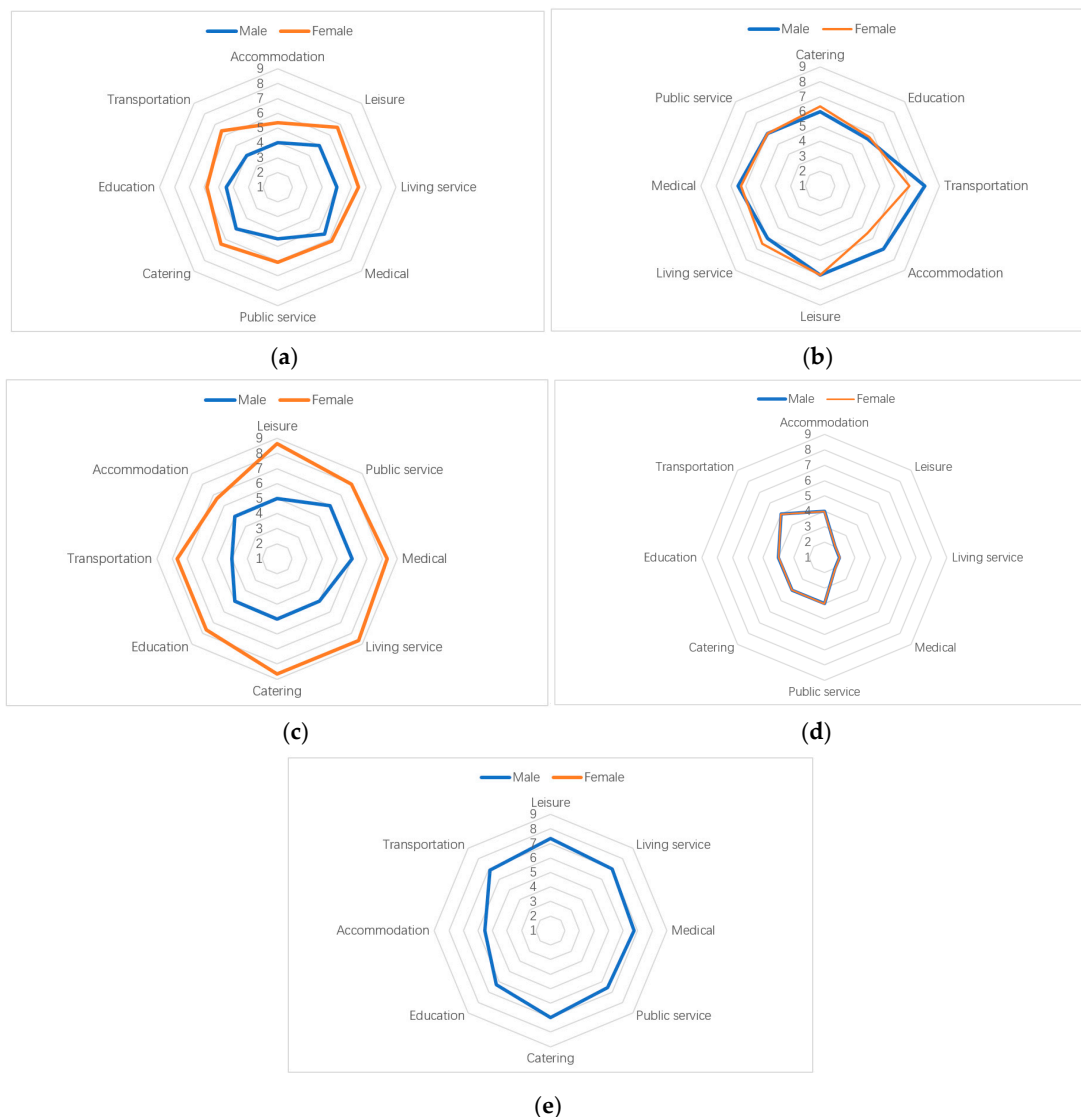 Male Female
Accommodation
9
8
7
6
5
4
3
2
1
Transportation Leisure
Education Living service
Catering Medical
Public service
(a)
Male Female
Catering
9
8
7
6
5
4
3
2
1
Public service Education
Medical Transportation
Living service Accommodation
Leisure
(b)
Male Female
Leisure
9
8
7
6
5
4
3
2
1
Accommodation Public service
Transportation Medical
Education Living service
Catering
(c)
Male Female
Accommodation
9
8
7
6
5
4
3
2
1
Transportation Leisure
Education Living service
Catering Medical
Public service
(d)
Male Female
Leisure
9
8
7
6
5
4
3
2
1
Transportation Living service
Accommodation Medical
Education Public service
Catering
(e)